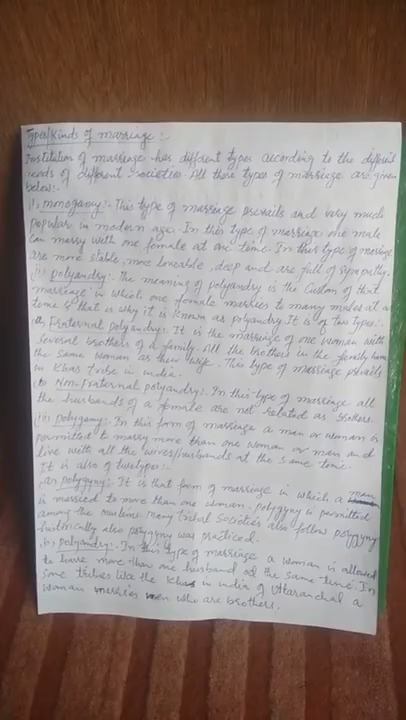 Types/Kinds of marriage :-
Institution of marriage has different types according to the different
needs of different Societies. All these types of marriage are given
below:-
(i) monogamy:- This type of marriage prevails and very much
popular in modern age. In this type of marriage one male
Can marry with one female at one time. In this type of marriage
are more stable, more loveable, deep and are full of sympathy.
(ii) Polyandry:- The meaning of polyandry is the Custom of that
marriage in which one female marries to many males at a
time & that is why it is known as polyandry. It is of two types:-
(a) Fraternal polyandry:- It is the marriage of one woman with
Several brothers of a family. All the brothers in the family have
the same woman as their wife. This type of marriage prevails
in Khas tribe in india.
(b) Non-Fraternal polyandry:- In this type of marriage all
the husbands of a female are not related as brothers.
(iii) polygamy:- In this form of marriage a man or woman is
permitted to marry more than one woman or man and
live with all the wives/husbands at the same time.
It is also of twotypes:-
(a) polygyny:- It is that form of marriage in which a man
is married to more than one woman. polygyny is permitted
among the muslims. many tribal Societies also follow polygyny
historically also polygyny was practiced.
(b) polyandry:- In this type of marriage a woman is allowed
to have more than one husband at the same time. In
some tribes like the Khas in india of Uttaranchal a
woman marries men who are brothers.